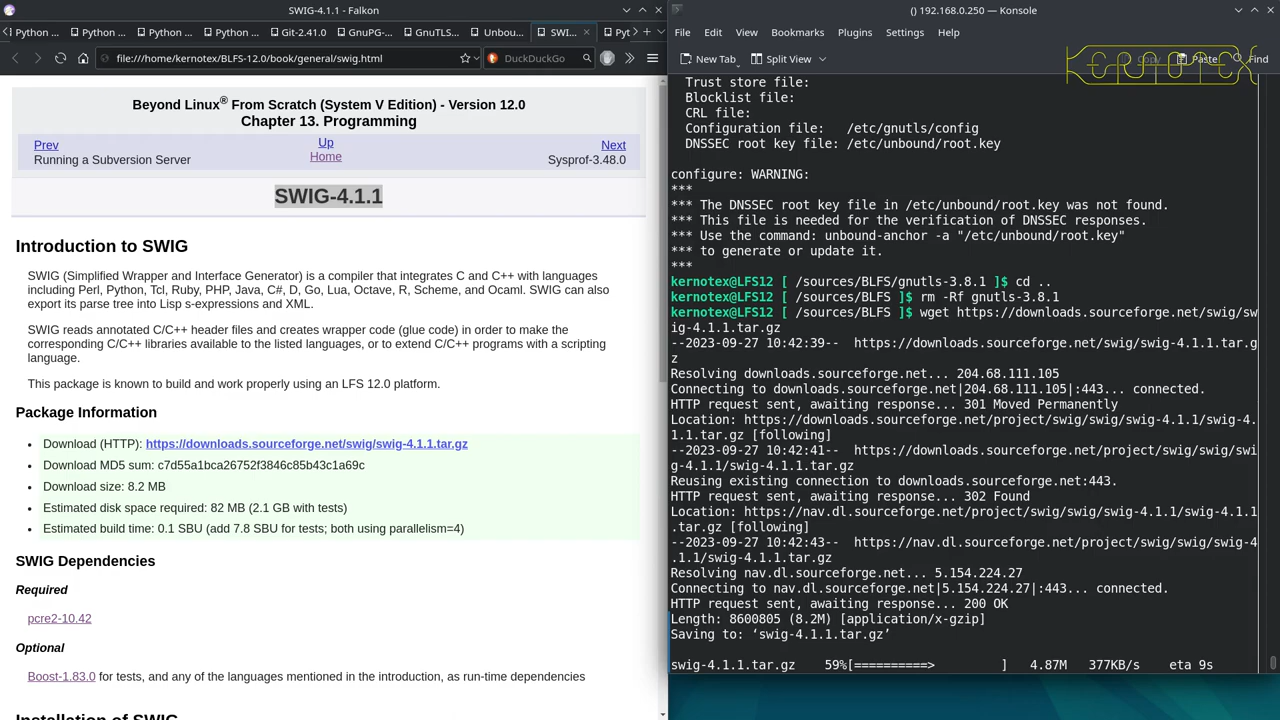 SWIG-4.1.1 - Falkon
Python ...
Python ...
Python ...
Python ...
Git-2.41.0
GnuPG-...
GnuTLS...
Unbou...
SWI...
Pyt
file:///home/kernotex/BLFS-12.0/book/general/swig.html
DuckDuckGo
Beyond Linux® From Scratch (System V Edition) - Version 12.0
Chapter 13. Programming
Prev
Up
Next
Running a Subversion Server
Home
Sysprof-3.48.0
SWIG-4.1.1
Introduction to SWIG
SWIG (Simplified Wrapper and Interface Generator) is a compiler that integrates C and C++ with languages
including Perl, Python, Tcl, Ruby, PHP, Java, C#, D, Go, Lua, Octave, R, Scheme, and Ocaml. SWIG can also
export its parse tree into Lisp s-expressions and XML.
SWIG reads annotated C/C++ header files and creates wrapper code (glue code) in order to make the
corresponding C/C++ libraries available to the listed languages, or to extend C/C++ programs with a scripting
language.
This package is known to build and work properly using an LFS 12.0 platform.
Package Information
• Download (HTTP): https://downloads.sourceforge.net/swig/swig-4.1.1.tar.gz
• Download MD5 sum: c7d55a1bca26752f3846c85b43c1a69c
• Download size: 8.2 MB
• Estimated disk space required: 82 MB (2.1 GB with tests)
• Estimated build time: 0.1 SBU (add 7.8 SBU for tests; both using parallelism=4)
SWIG Dependencies
Required
pcre2-10.42
Optional
Boost-1.83.0 for tests, and any of the languages mentioned in the introduction, as run-time dependencies
Installation of SWIG
() 192.168.0.250 — Konsole
File Edit View Bookmarks Plugins Settings Help
New Tab Split View Copy Paste Find
KERNOTEX
Trust store file:
Blocklist file:
CRL file:
Configuration file: /etc/gnutls/config
DNSSEC root key file: /etc/unbound/root.key
configure: WARNING:
***
*** The DNSSEC root key file in /etc/unbound/root.key was not found.
*** This file is needed for the verification of DNSSEC responses.
*** Use the command: unbound-anchor -a "/etc/unbound/root.key"
*** to generate or update it.
***
kernotex@LFS12 [ /sources/BLFS/gnutls-3.8.1 ]$ cd ..
kernotex@LFS12 [ /sources/BLFS ]$ rm -Rf gnutls-3.8.1
kernotex@LFS12 [ /sources/BLFS ]$ wget https://downloads.sourceforge.net/swig/sw
ig-4.1.1.tar.gz
--2023-09-27 10:42:39-- https://downloads.sourceforge.net/swig/swig-4.1.1.tar.g
z
Resolving downloads.sourceforge.net... 204.68.111.105
Connecting to downloads.sourceforge.net|204.68.111.105|:443... connected.
HTTP request sent, awaiting response... 301 Moved Permanently
Location: https://downloads.sourceforge.net/project/swig/swig/swig-4.1.1/swig-4.
1.1.tar.gz [following]
--2023-09-27 10:42:41-- https://downloads.sourceforge.net/project/swig/swig/swi
g-4.1.1/swig-4.1.1.tar.gz
Reusing existing connection to downloads.sourceforge.net:443.
HTTP request sent, awaiting response... 302 Found
Location: https://nav.dl.sourceforge.net/project/swig/swig/swig-4.1.1/swig-4.1.1
.tar.gz [following]
--2023-09-27 10:42:43-- https://nav.dl.sourceforge.net/project/swig/swig/swig-4
.1.1/swig-4.1.1.tar.gz
Resolving nav.dl.sourceforge.net... 5.154.224.27
Connecting to nav.dl.sourceforge.net|5.154.224.27|:443... connected.
HTTP request sent, awaiting response... 200 OK
Length: 8600805 (8.2M) [application/x-gzip]
Saving to: ‘swig-4.1.1.tar.gz’
swig-4.1.1.tar.gz 59%[==========> ] 4.87M 377KB/s eta 9s